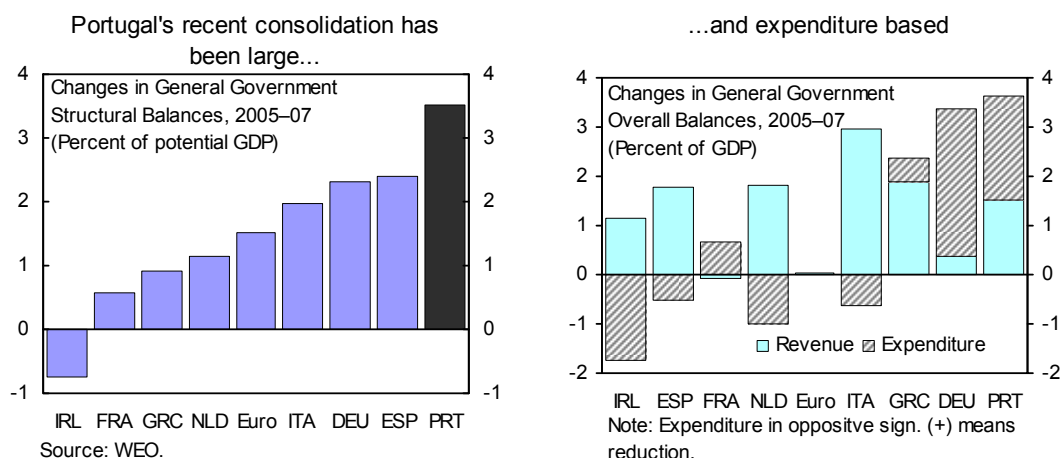 Portugal's recent consolidation has
been large...
4
3
2
1
0
-1
4
3
2
1
0
-1
Changes in General Government
Structural Balances, 2005–07
(Percent of potential GDP)
IRL FRA GRC NLD Euro ITA DEU ESP PRT
Source: WEO.
...and expenditure based
4
3
2
1
0
-1
-2
4
3
2
1
0
-1
-2
Changes in General Government
Overall Balances, 2005–07
(Percent of GDP)
Revenue Expenditure
IRL ESP FRA NLD Euro ITA GRC DEU PRT
Note: Expenditure in oppositve sign. (+) means
reduction.